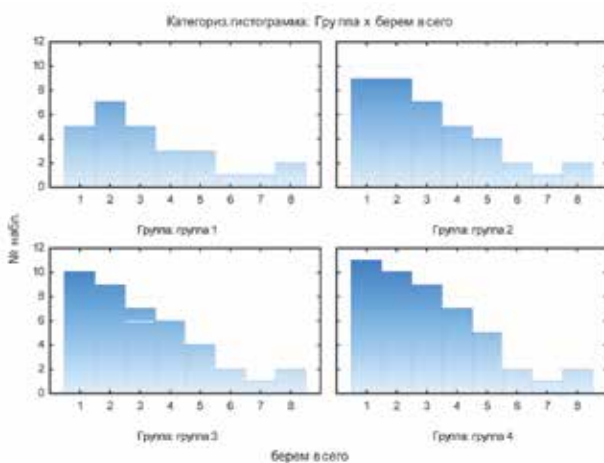 Категориз.гистограмма: Группа x берем всего
12
10
8
6
4
2
0
1 2 3 4 5 6 7 8
1 2 3 4 5 6 7 8
Группа: группа 1
Группа: группа 2
№ набл.
12
10
8
6
4
2
0
1 2 3 4 5 6 7 8
1 2 3 4 5 6 7 8
Группа: группа 3
Группа: группа 4
берем всего